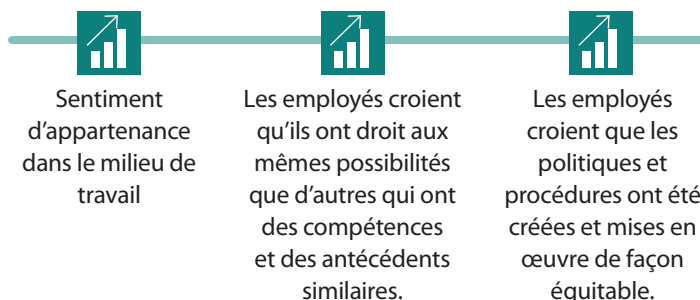 Sentiment
d’appartenance
dans le milieu de
travail
Les employés croient
qu’ils ont droit aux
mêmes possibilités
que d’autres qui ont
des compétences
et des antécédents
similaires.
Les employés
croient que les
politiques et
procédures ont été
créées et mises en
œuvre de façon
équitable.